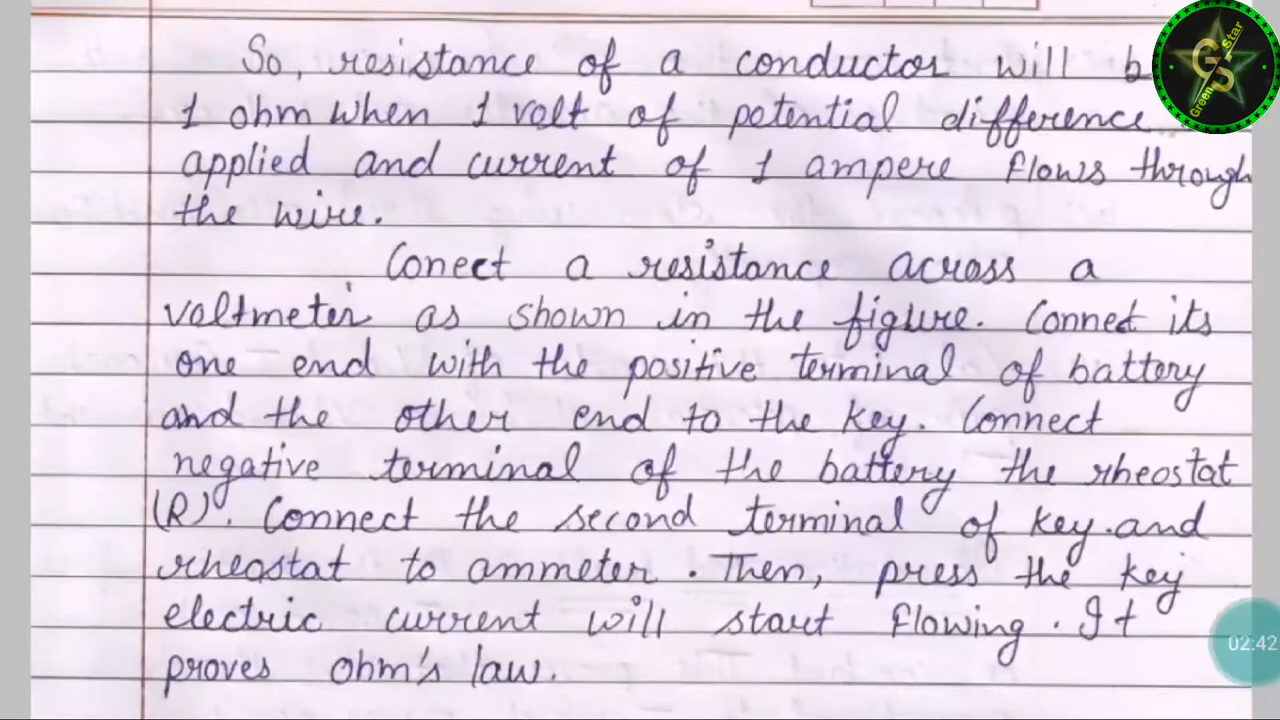 So, resistance of a conductor will b
1 ohm when 1 volt of potential difference
applied and current of 1 ampere flows through
the wire.
Conect a resistance across a
voltmeter as shown in the figure. Connect its
one end with the positive terminal of battery
and the other end to the key. Connect
negative terminal of the battery the rheostat
(R). Connect the second terminal of key and
rheostat to ammeter. Then, press the key
electric current will start flowing. It
proves ohm's law.
GS
Green Star
02:42